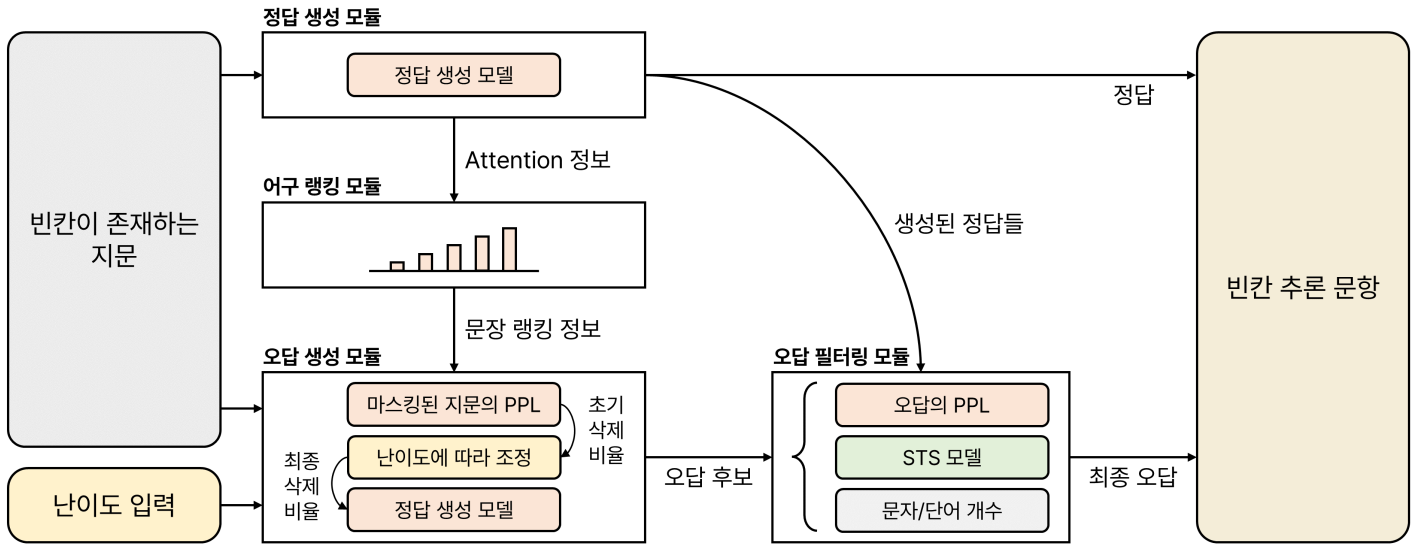 빈칸이 존재하는
지문
난이도 입력
정답 생성 모듈
정답 생성 모델
Attention 정보
어구 랭킹 모듈
문장 랭킹 정보
오답 생성 모듈
마스킹된 지문의 PPL
초기
삭제
비율
난이도에 따라 조정
최종
삭제
비율
정답 생성 모델
오답 후보
정답
생성된 정답들
오답 필터링 모듈
오답의 PPL
STS 모델
문자/단어 개수
최종 오답
빈칸 추론 문항